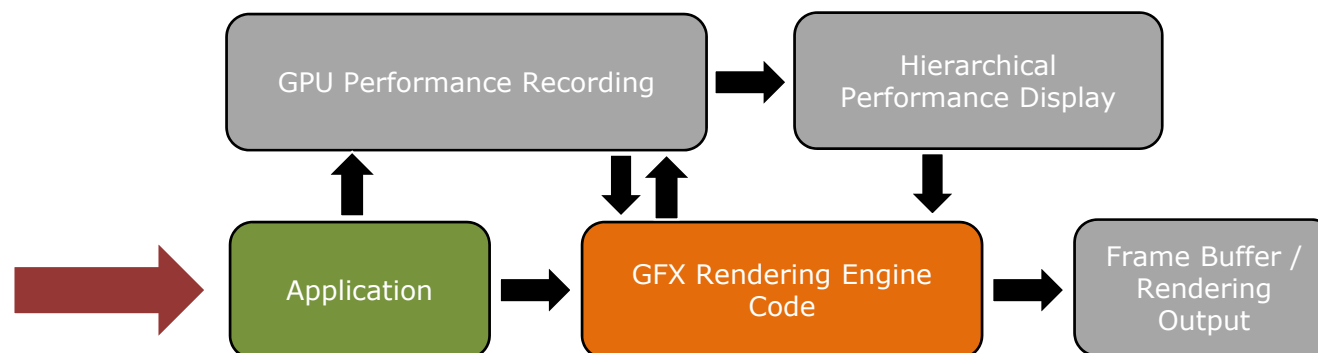 GPU Performance Recording
Hierarchical
Performance Display
Application
GFX Rendering Engine
Code
Frame Buffer /
Rendering
Output